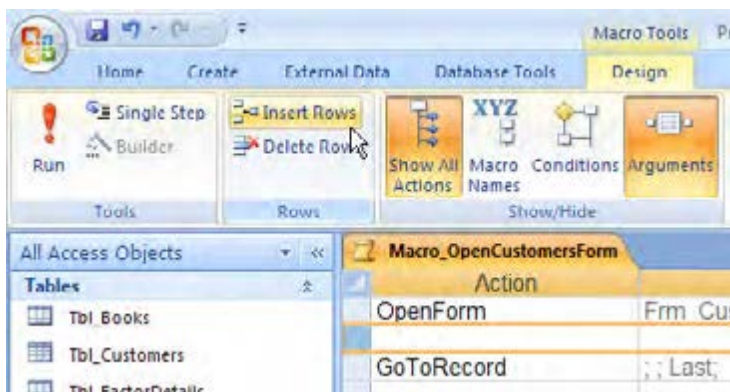 Macro Tools
Home Create External Data Database Tools Design
Run
Single Step
Builder
Tools
Insert Rows
Delete Rows
Rows
Show All Actions
Macro Names
XYZ
Conditions
Arguments
Show/Hide
All Access Objects
Tables
Tbl_Books
Tbl_Customers
Tbl_FactorDetails
Macro_OpenCustomersForm
Action
OpenForm Frm_Cus
GoToRecord ; ; Last;